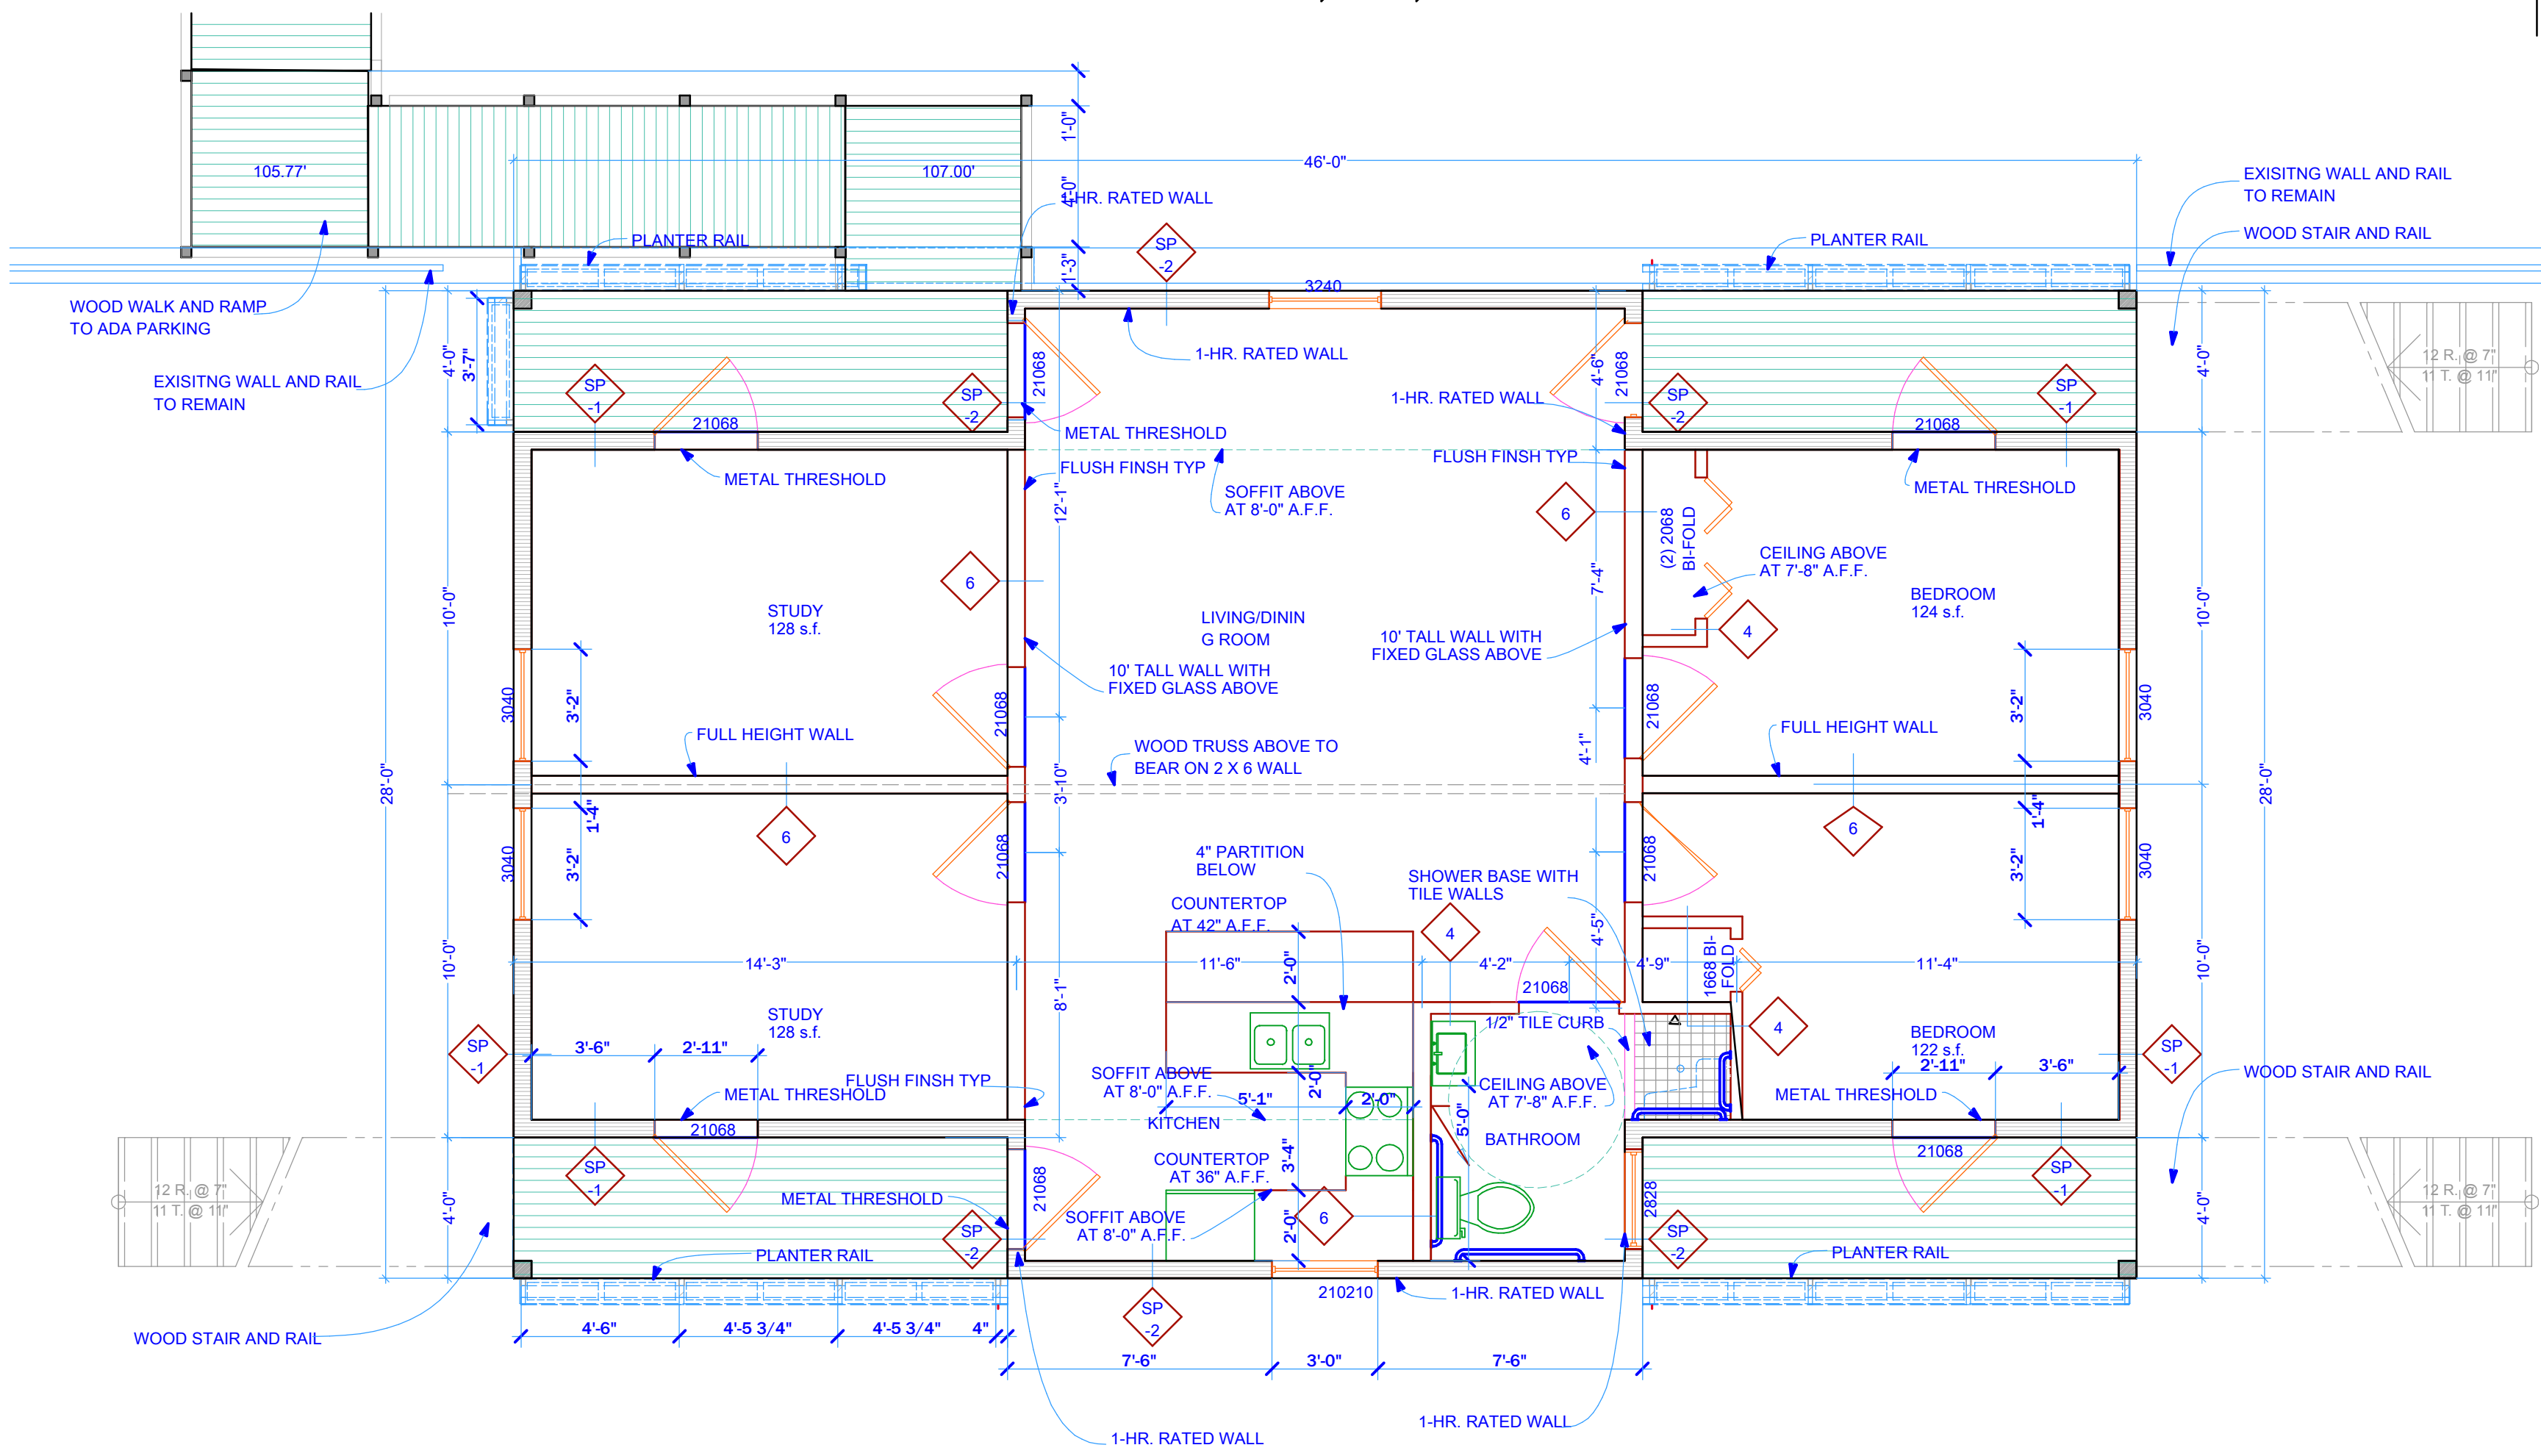 105.77'
107.00'
1'-0"
4'-0"
1'-3"
46'-0"
1-HR. RATED WALL
EXISITNG WALL AND RAIL
TO REMAIN
PLANTER RAIL
SP
-2
PLANTER RAIL
WOOD STAIR AND RAIL
3240
WOOD WALK AND RAMP
TO ADA PARKING
EXISITNG WALL AND RAIL
TO REMAIN
4'-0"
3'-7"
SP
-1
SP
-2
21068
21068
1-HR. RATED WALL
4'-6"
21068
1-HR. RATED WALL
SP
-2
21068
SP
-1
4'-0"
12 R. @ 7"
11 T. @ 11"
METAL THRESHOLD
METAL THRESHOLD
FLUSH FINSH TYP
12'-1"
SOFFIT ABOVE
AT 8'-0" A.F.F.
FLUSH FINSH TYP
METAL THRESHOLD
6
(2) 2068
BI-FOLD
CEILING ABOVE
AT 7'-8" A.F.F.
6
7'-4"
4
BEDROOM
124 s.f.
10'-0"
STUDY
128 s.f.
LIVING/DININ
G ROOM
10'-0"
10' TALL WALL WITH
FIXED GLASS ABOVE
10' TALL WALL WITH
FIXED GLASS ABOVE
3040
3'-2"
21068
21068
3'-2"
3040
FULL HEIGHT WALL
FULL HEIGHT WALL
WOOD TRUSS ABOVE TO
BEAR ON 2 X 6 WALL
4'-1"
28'-0"
3'-10"
28'-0"
1'-4"
6
6
1'-4"
3040
3'-2"
21068
4" PARTITION
BELOW
SHOWER BASE WITH
TILE WALLS
21068
3'-2"
3040
COUNTERTOP
AT 42" A.F.F.
4
4'-5"
10'-0"
14'-3"
11'-6"
2'-0"
4'-2"
4'-9"
1668 BI-
FOLD
11'-4"
10'-0"
8'-1"
21068
STUDY
128 s.f.
1/2" TILE CURB
4
BEDROOM
122 s.f.
SP
-1
3'-6"
2'-11"
2'-11"
3'-6"
SP
-1
WOOD STAIR AND RAIL
FLUSH FINSH TYP
METAL THRESHOLD
SOFFIT ABOVE
AT 8'-0" A.F.F.
2'-0"
5'-1"
2'-0"
CEILING ABOVE
AT 7'-8" A.F.F.
METAL THRESHOLD
21068
KITCHEN
5'-0"
BATHROOM
21068
SP
-1
COUNTERTOP
AT 36" A.F.F.
3'-4"
SP
-1
12 R. @ 7"
11 T. @ 11"
4'-0"
METAL THRESHOLD
21068
2828
4'-0"
12 R. @ 7"
11 T. @ 11"
SOFFIT ABOVE
AT 8'-0" A.F.F.
2'-0"
6
SP
-2
SP
-2
PLANTER RAIL
PLANTER RAIL
210210
1-HR. RATED WALL
SP
-2
WOOD STAIR AND RAIL
4'-6"
4'-5 3/4"
4'-5 3/4"
4"
7'-6"
3'-0"
7'-6"
1-HR. RATED WALL
1-HR. RATED WALL